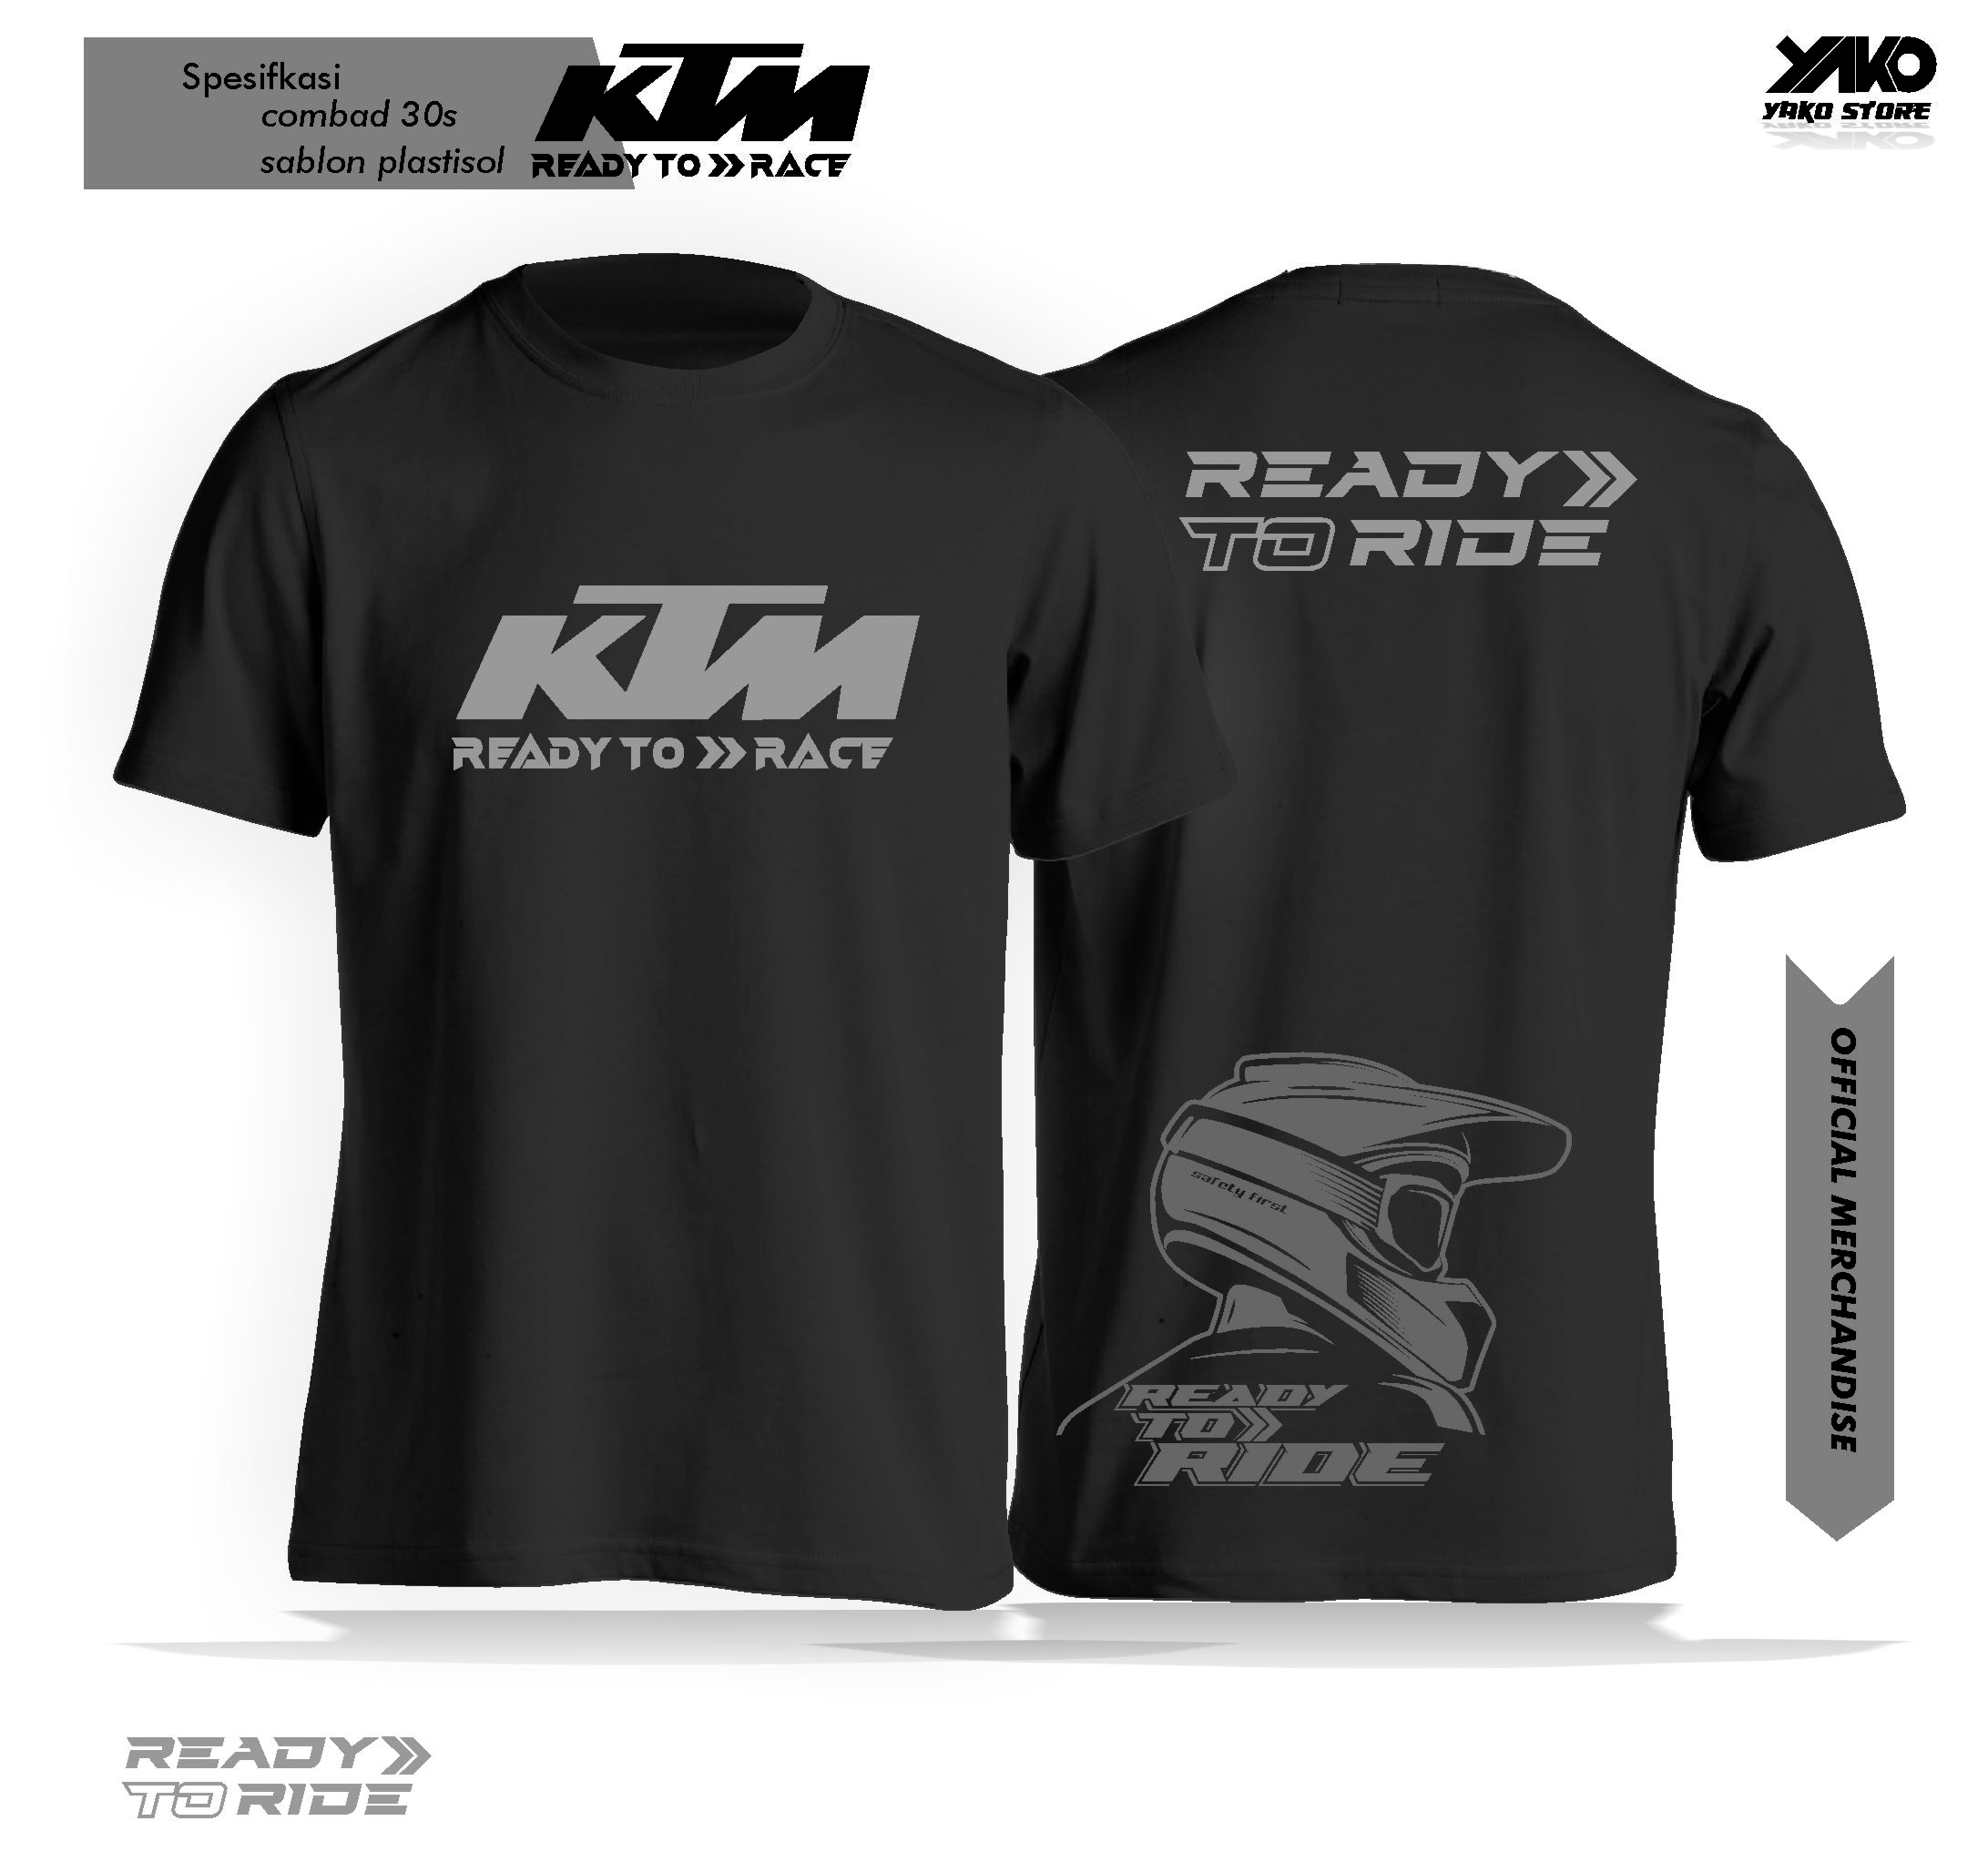 Spesifkasi
combad 30s
sablon plastisol
KTM
READY TO >> RACE
YAKO
YAKO STORE
KTM
READY TO >> RACE
READY >>
TO RIDE
safety first
READY
TO >>
RIDE
OFFICIAL MERCHANDISE
READY >>
TO RIDE